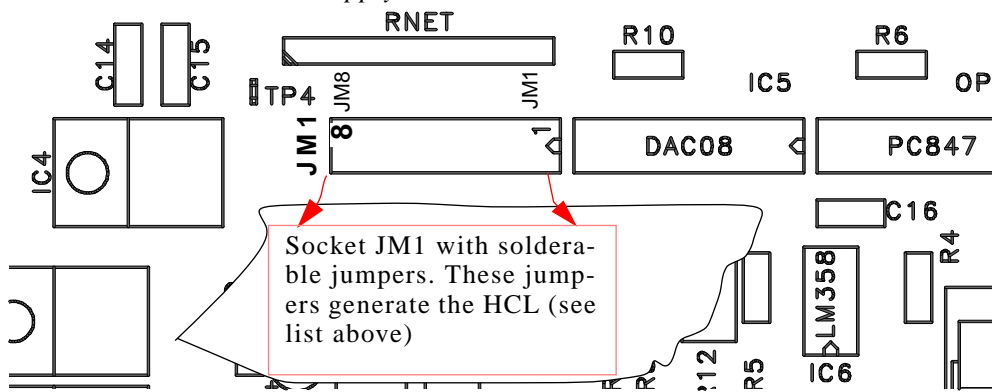 RNET
R10
R6
C14
C15
JM8
JM1
IC5
OP
TP4
JM1
8
1
DAC08
PC847
IC4
C16
Socket JM1 with soldera-
ble jumpers. These jump-
ers generate the HCL (see
list above)
R4
LM358
R12
R5
IC6